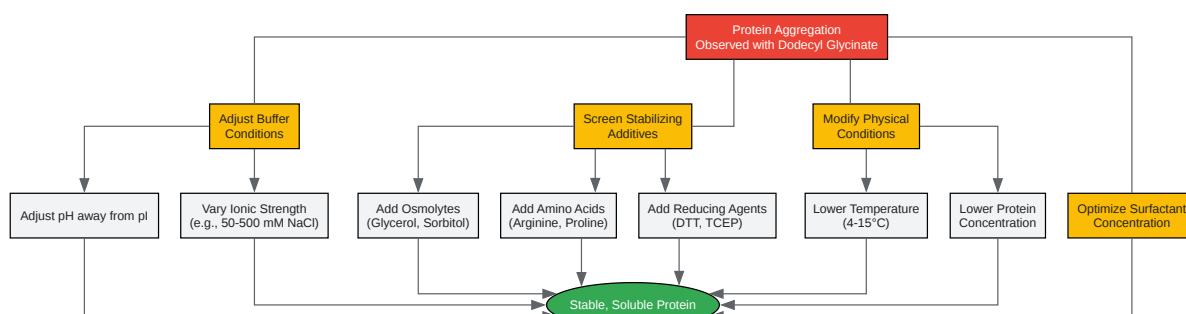 Protein Aggregation
Observed with Dodecyl Glycinate
Adjust Buffer
Conditions
Screen Stabilizing
Additives
Modify Physical
Conditions
Adjust pH away from pI
Vary Ionic Strength
(e.g., 50-500 mM NaCl)
Add Osmolytes
(Glycerol, Sorbitol)
Add Amino Acids
(Arginine, Proline)
Add Reducing Agents
(DTT, TCEP)
Lower Temperature
(4-15°C)
Lower Protein
Concentration
Optimize Surfactant
Concentration
Stable, Soluble Protein